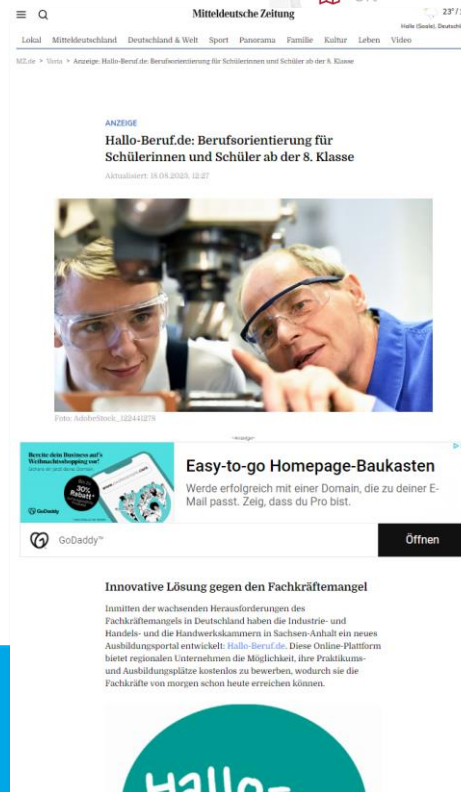 Mitteldeutsche Zeitung
23°/
Halle (Saale), Deutschl
Lokal Mitteldeutschland Deutschland & Welt Sport Panorama Familie Kultur Leben Video
MZ.de > Vista > Anzeige: Hallo-Beruf.de: Berufsorientierung für Schülerinnen und Schüler ab der 8. Klasse
ANZEIGE
Hallo-Beruf.de: Berufsorientierung für
Schülerinnen und Schüler ab der 8. Klasse
Aktualisiert: 18.08.2023, 12:27
Foto: AdobeStock_122441278
-Anzeige-
Bereite dein Business auf's
Weihnachtsshopping vor!
30%
Rabatt*
GoDaddy
Easy-to-go Homepage-Baukasten
Werde erfolgreich mit einer Domain, die zu deiner E-
Mail passt. Zeig, dass du Pro bist.
GoDaddy™
Öffnen
Innovative Lösung gegen den Fachkräftemangel
Inmitten der wachsenden Herausforderungen des
Fachkräftemangels in Deutschland haben die Industrie- und
Handels- und die Handwerkskammern in Sachsen-Anhalt ein neues
Ausbildungsportal entwickelt: Hallo-Beruf.de. Diese Online-Plattform
bietet regionalen Unternehmen die Möglichkeit, ihre Praktikums-
und Ausbildungsplätze kostenlos zu bewerben, wodurch sie die
Fachkräfte von morgen schon heute erreichen können.
Hallo-